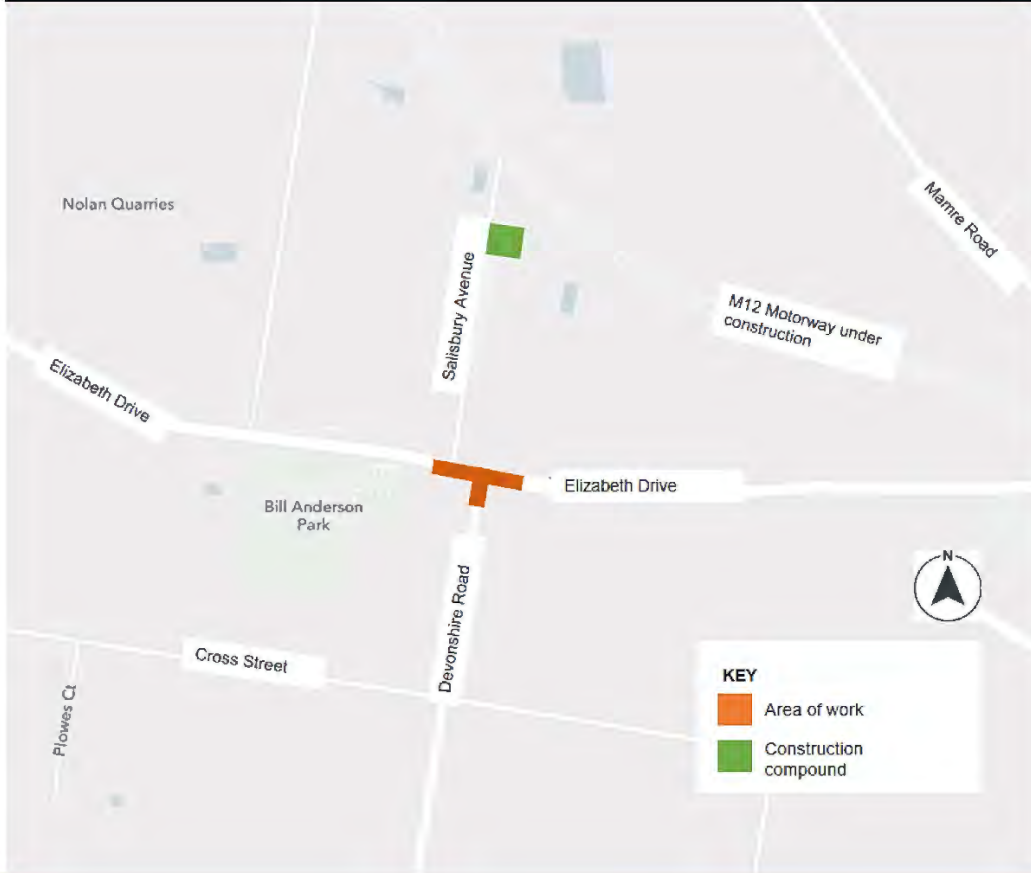 Nolan Quarries
Mamre Road
Salisbury Avenue
M12 Motorway under
construction
Elizabeth Drive
Elizabeth Drive
Bill Anderson
Park
N
Devonshire Road
Cross Street
Plowes Ct
KEY
Area of work
Construction
compound